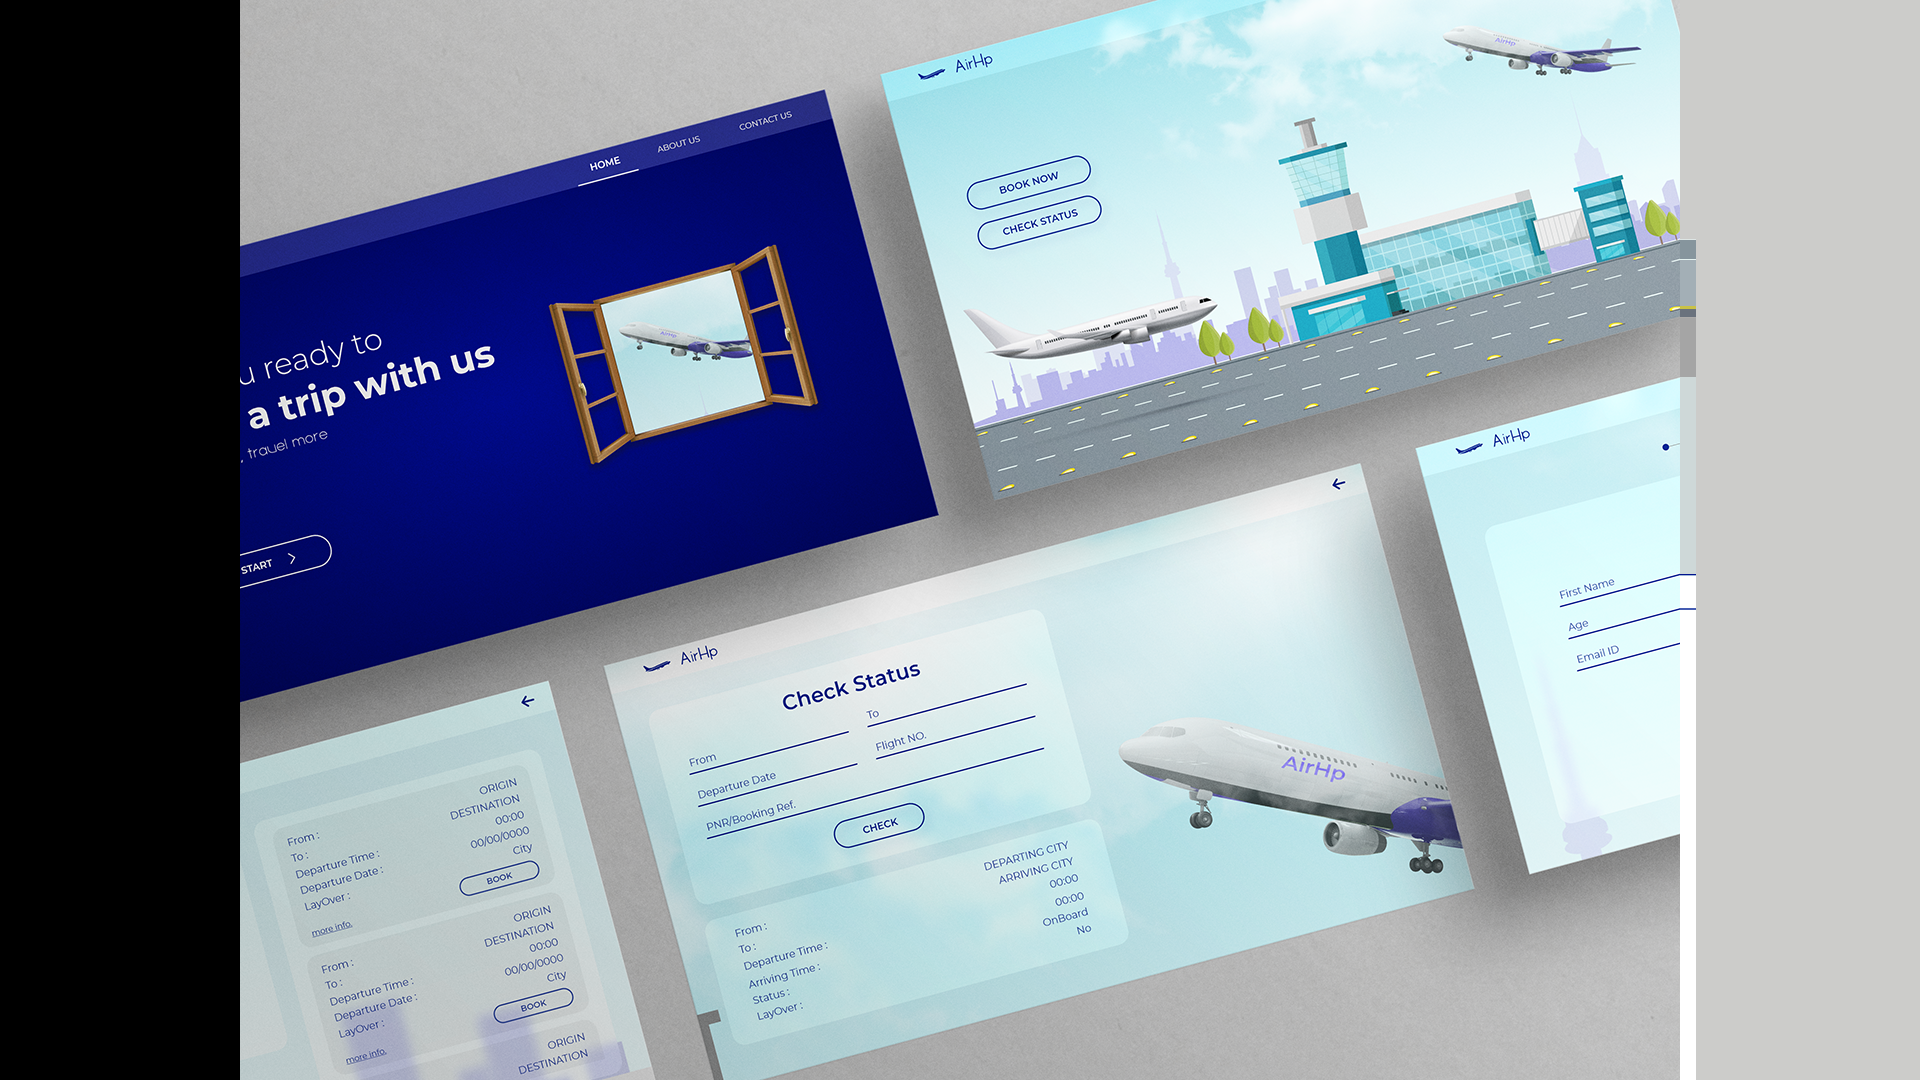 HOME
ABOUT US
CONTACT US
u ready to
a trip with us
travel more
START
AirHp
AirHp
BOOK NOW
CHECK STATUS
AirHp
AirHp
Check Status
From
To
Departure Date
Flight NO.
PNR/Booking Ref.
CHECK
From :
DEPARTING CITY
To :
ARRIVING CITY
Departure Time :
00:00
Arriving Time :
00:00
Status :
OnBoard
LayOver :
No
AirHp
AirHp
First Name
Age
Email ID
From :
ORIGIN
To :
DESTINATION
Departure Time :
00:00
Departure Date :
00/00/0000
LayOver :
City
more info.
BOOK
From :
ORIGIN
To :
DESTINATION
Departure Time :
00:00
Departure Date :
00/00/0000
LayOver :
City
more info.
BOOK
ORIGIN
DESTINATION